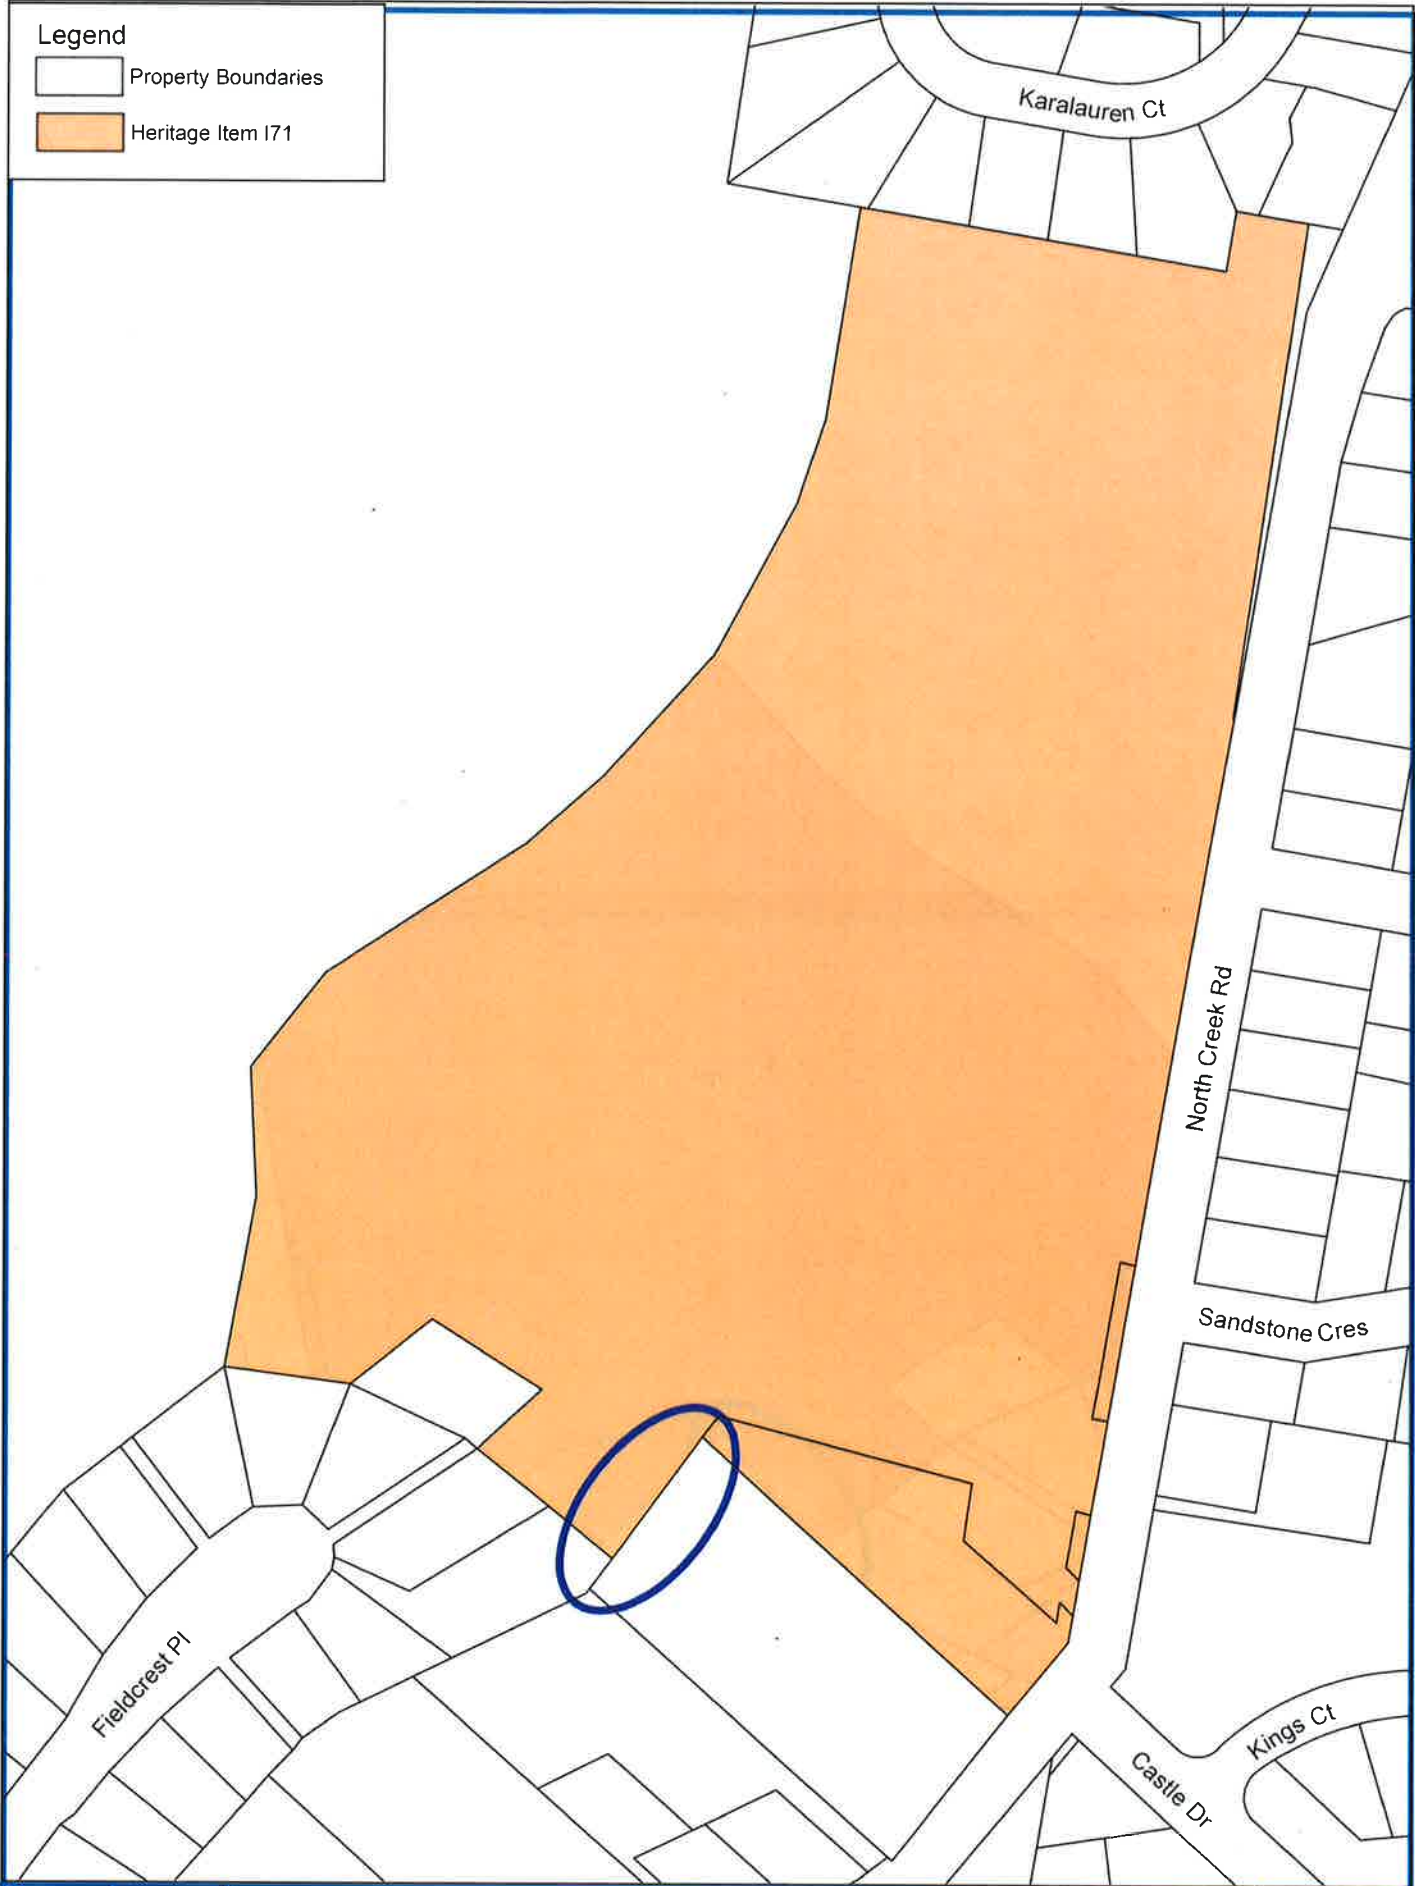 Legend
Property Boundaries
Heritage Item I71
Karalauren Ct
North Creek Rd
Sandstone Cres
Fieldcrest Pl
Kings Ct
Castle Dr